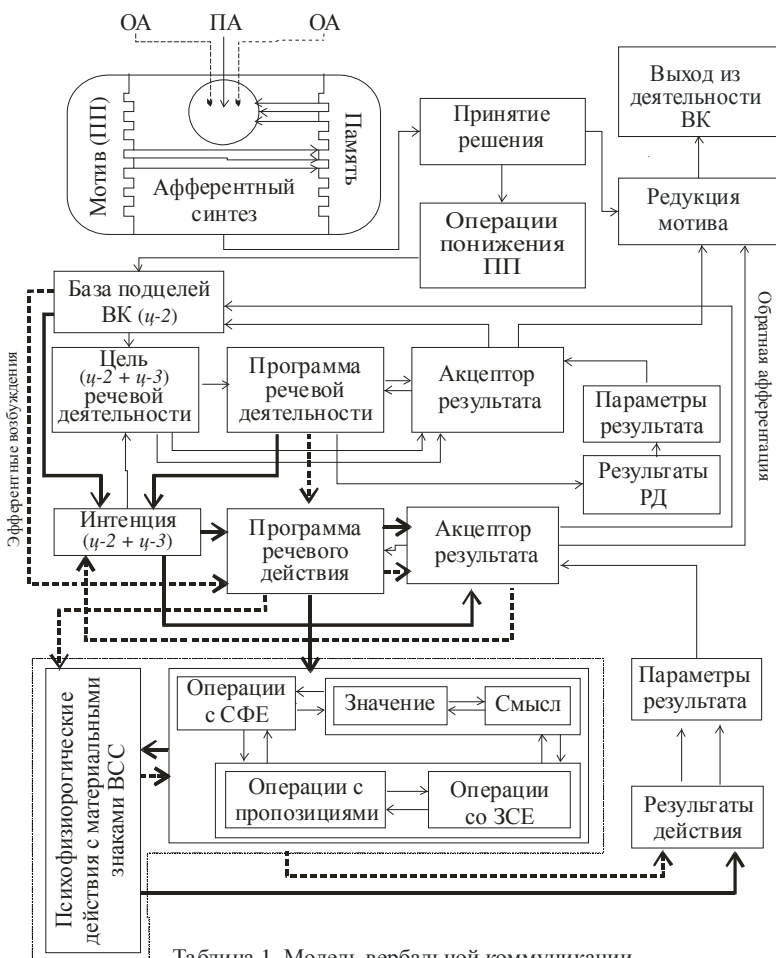 ОА ПА ОА
Мотив (ПП)
Память
Афферентный
синтез
Принятие
решения
Выход из
деятельности
ВК
Операции
понижения
ПП
Редукция
мотива
База подцелей
ВК (ц-2)
Цель
(ц-2 + ц-3)
речевой
деятельности
Программа
речевой
деятельности
Акцептор
результата
Параметры
результата
Результаты
РД
Обратная афферентация
Эфферентные возбуждения
Интенция
(ц-2 + ц-3)
Программа
речевого
действия
Акцептор
результата
Психофизиорогические
действия с материальными
знаками ВСС
Операции
с СФЕ
Значение
Смысл
Операции с
пропозициями
Операции
со ЗСЕ
Параметры
результата
Результаты
действия
Таблица 1. Модель вербальной коммуникации